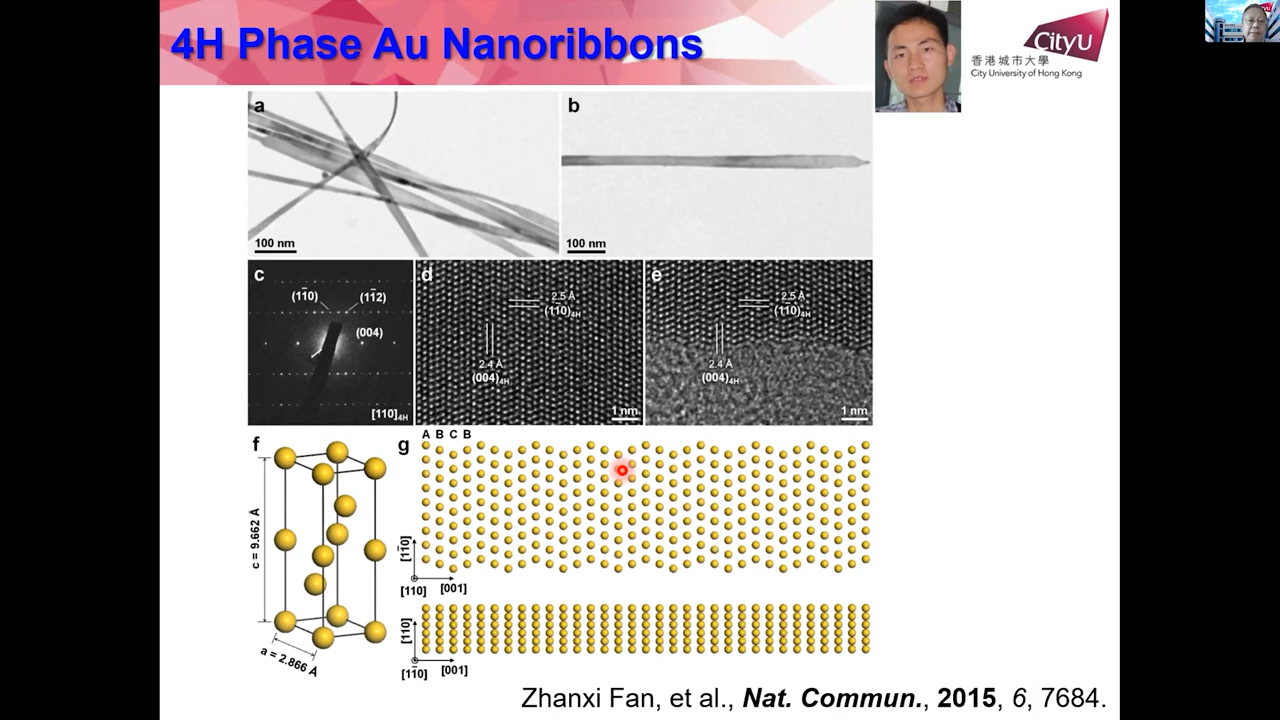 4H Phase Au Nanoribbons
CityU
香港城市大學
City University of Hong Kong
a
100 nm
b
100 nm
c
(11̄0)
(11̄2)
(004)
[110]4H
d
2.5 Å
(11̄0)4H
2.4 Å
(004)4H
1 nm
e
2.5 Å
(11̄0)4H
2.4 Å
(004)4H
1 nm
f
c = 9.662 Å
a = 2.866 Å
g
A B C B
[11̄0]
[110]
[001]
[110]
[11̄0]
[001]
Zhanxi Fan, et al., Nat. Commun., 2015, 6, 7684.